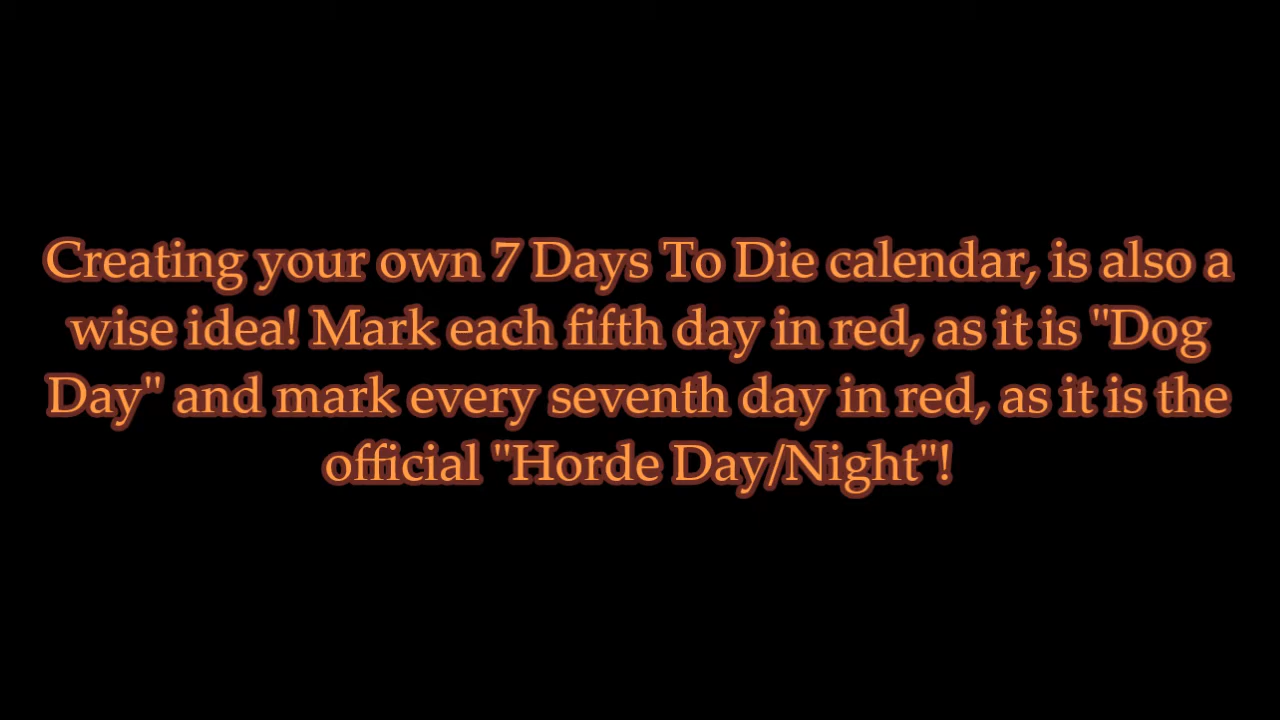 Creating your own 7 Days To Die calendar, is also a
wise idea! Mark each fifth day in red, as it is "Dog
Day" and mark every seventh day in red, as it is the
official "Horde Day/Night"!